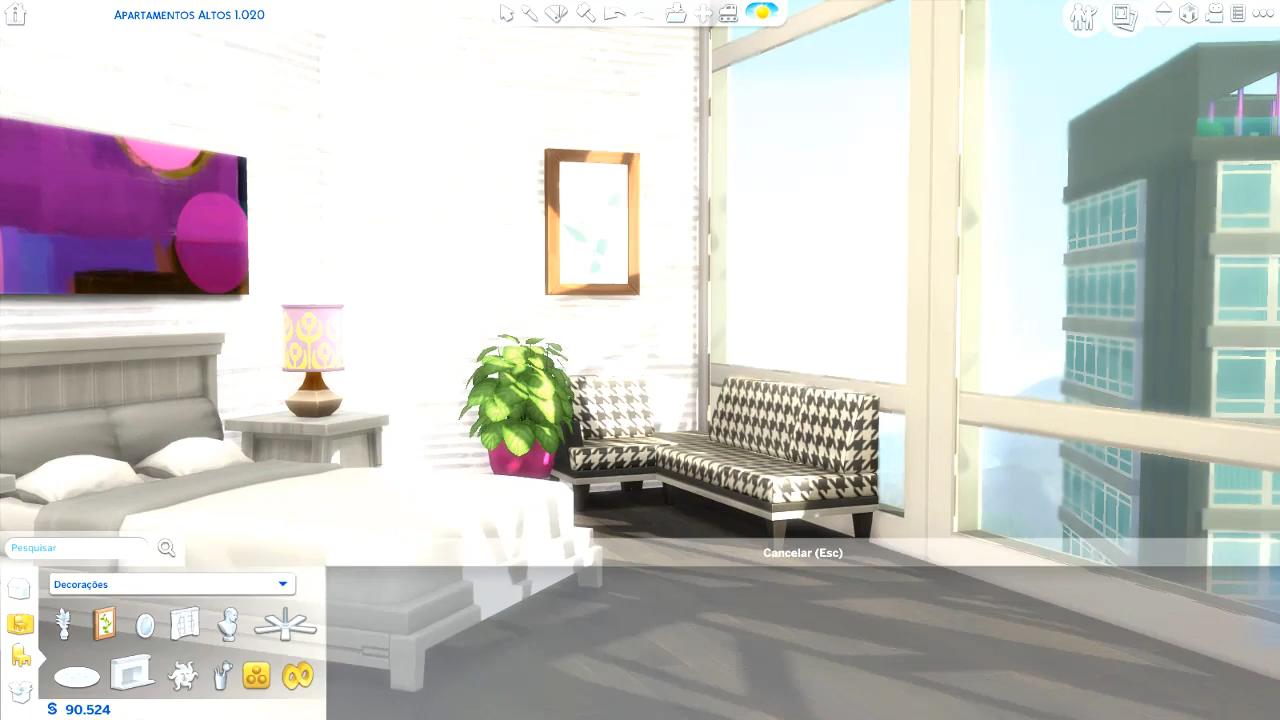 Apartamentos Altos 1.020
Pesquisar
Cancelar (Esc)
Decorações
§ 90.524